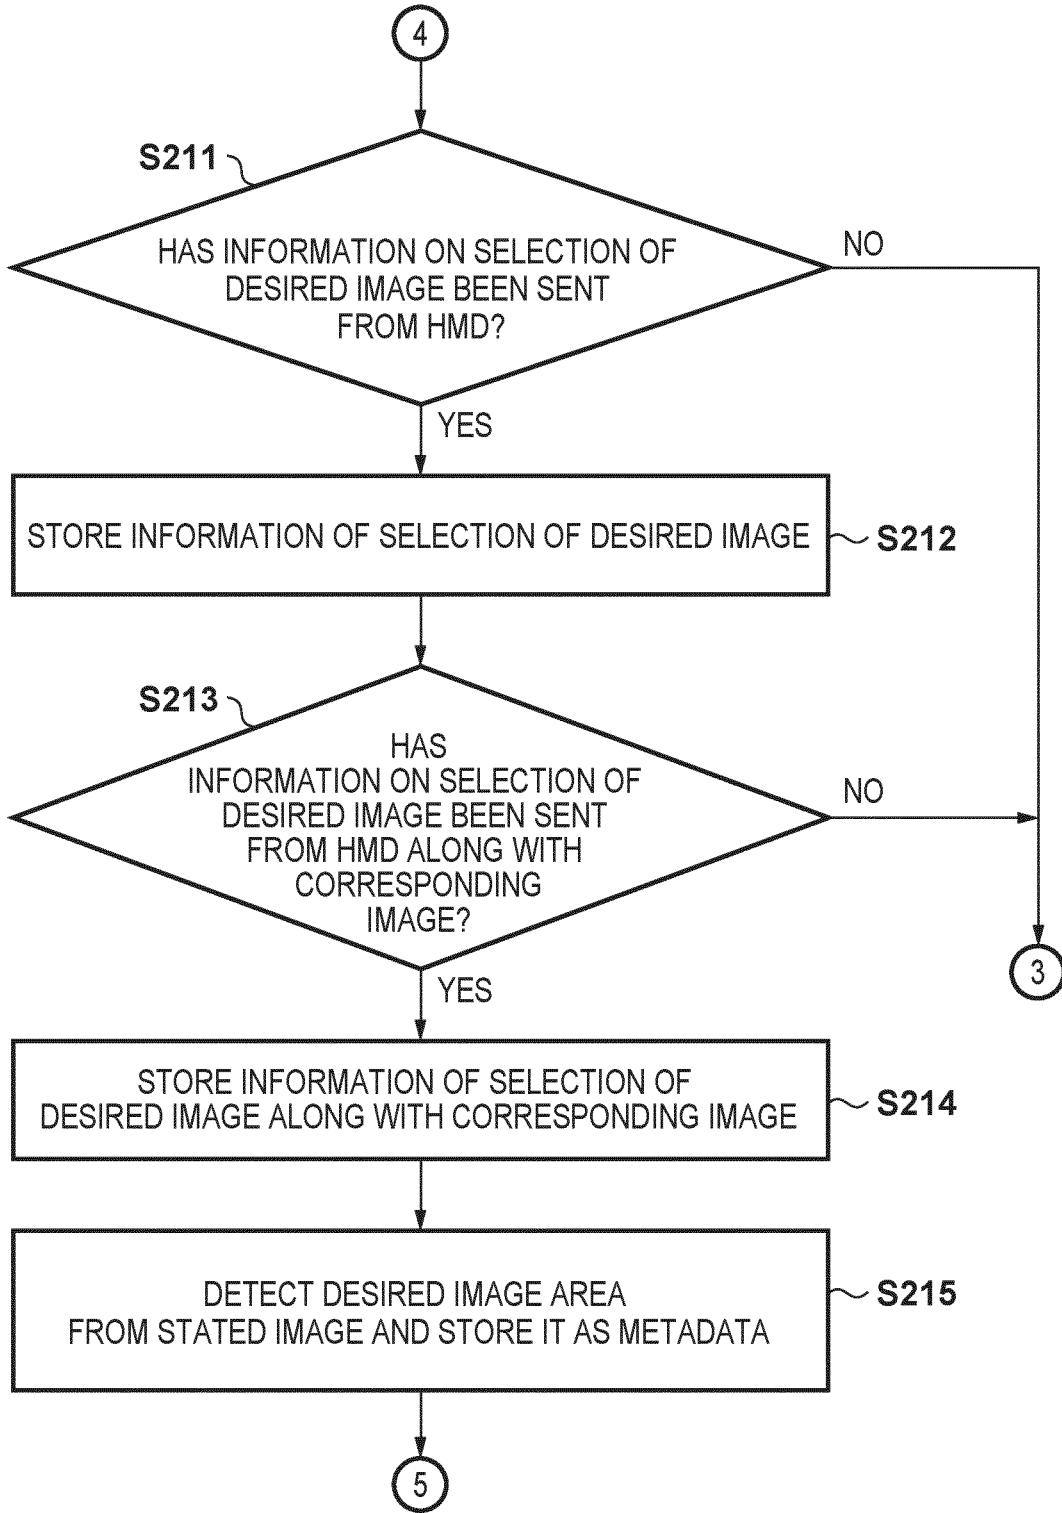 4
S211
HAS INFORMATION ON SELECTION OF
DESIRED IMAGE BEEN SENT
FROM HMD?
NO
YES
STORE INFORMATION OF SELECTION OF DESIRED IMAGE
S212
S213
HAS
INFORMATION ON SELECTION OF
DESIRED IMAGE BEEN SENT
FROM HMD ALONG WITH
CORRESPONDING
IMAGE?
NO
3
YES
STORE INFORMATION OF SELECTION OF
DESIRED IMAGE ALONG WITH CORRESPONDING IMAGE
S214
DETECT DESIRED IMAGE AREA
FROM STATED IMAGE AND STORE IT AS METADATA
S215
5